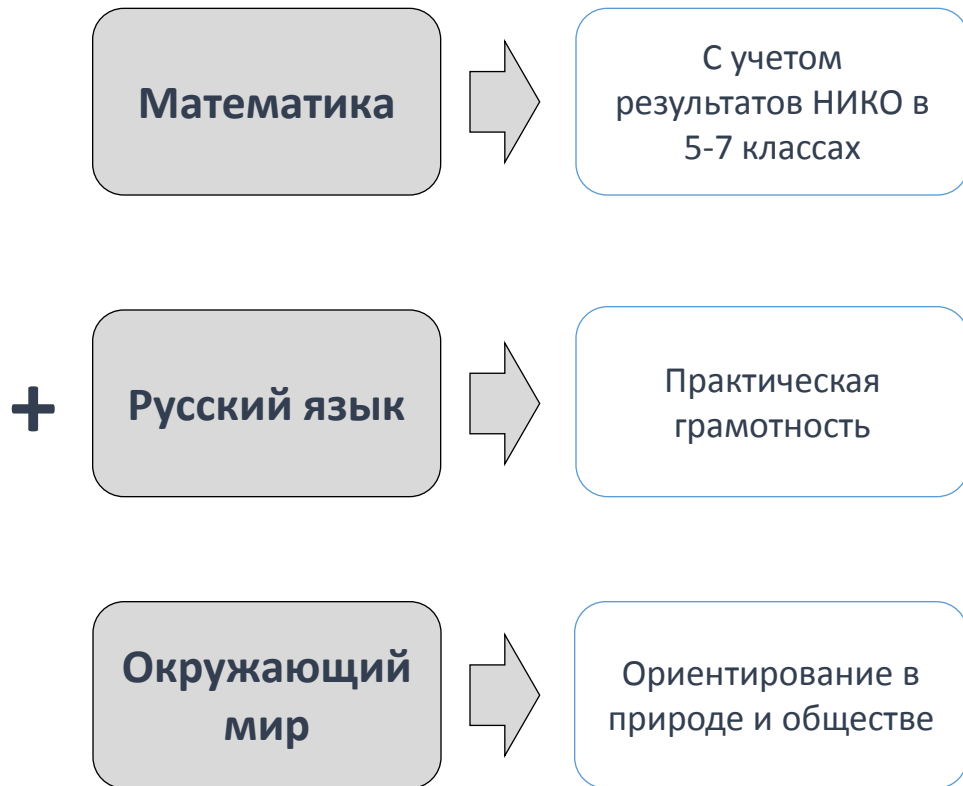 Математика
С учетом
результатов НИКО в
5-7 классах
+
Русский язык
Практическая
грамотность
Окружающий
мир
Ориентирование в
природе и обществе